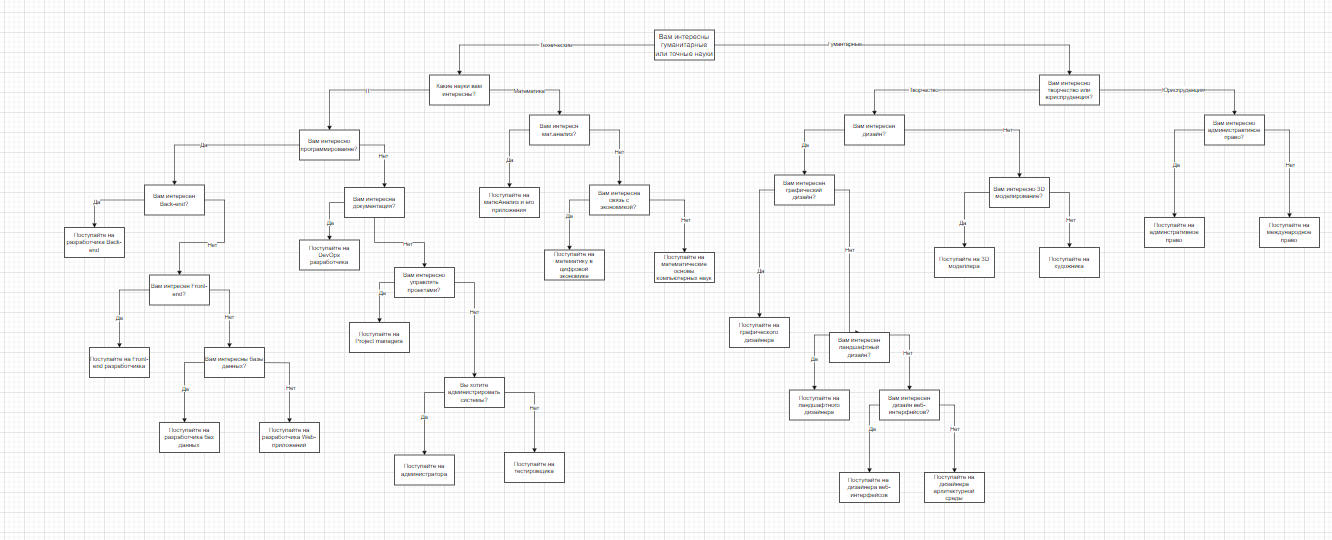 Вам интересны
гуманитарные
или точные науки
Технические
Гумитарные
Какие науки вам
интересны?
Вам интересно
творчество или
юриспруденция?
IT
Математика
Творчество
Юриспруденция
Вам интересно
программироваине?
Вам интересн
мат.анализ?
Вам интересен
дизайн?
Вам интересно
административное
право?
Да
Нет
Да
Нет
Да
Нет
Да
Нет
Вам интересен
Back-end?
Вам интересна
документация?
Поступайте на
матюАнализ и его
приложения
Вам интересна
связь с
экономикой?
Вам интересен
графический
дизайн?
Вам интересно 3D
моделирование?
Поступайте на
административное
право
Поступайте на
международное
право
Да
Нет
Да
Нет
Да
Нет
Да
Нет
Да
Нет
Поступайте на
разработчика Back-
end
Поступайте на
DevOps
разработчика
Вам интересно
управлять
проектами?
Поступайте на
математику в
цифровой
экономике
Поступайте на
математические
основы
компьютерных наук
Поступайте на 3D
моделлера
Поступайте на
художника
Вам интресен Front-
end?
Да
Нет
Да
Нет
Поступайте на Front-
end разработчика
Вам интересны базы
данных?
Поступайте на
Project managera
Поступайте на
графического
дизайнера
Вам интересен
ландшафтный
дизайн?
Да
Нет
Да
Нет
Вы хотите
администрировать
системы?
Поступайте на
ландшафтного
дизайнера
Вам интересен
дизайн веб-
интерфейсов?
Да
Нет
Да
Нет
Поступайте на
разработчика баз
данных
Поступайте на
разработчика Web-
приложений
Поступайте на
администратора
Поступайте на
тестировщика
Поступайте на
дизайнера веб-
интерфейсов
Поступайте на
дизайнера
архитектурной
среды